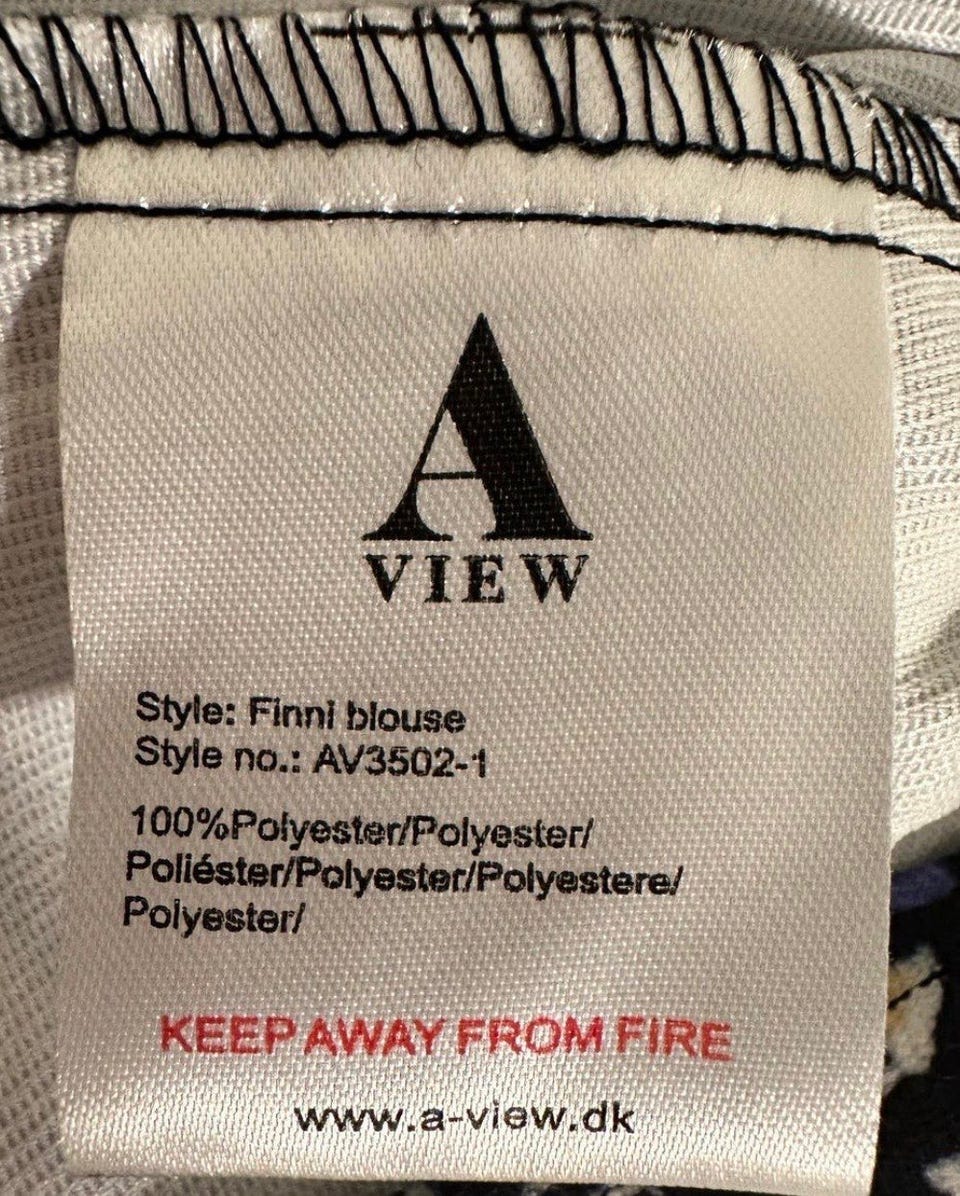 A
VIEW
Style: Finni blouse
Style no.: AV3502-1
100%Polyester/Polyester/
Poliéster/Polyester/Polyestere/
Polyester/
KEEP AWAY FROM FIRE
www.a-view.dk